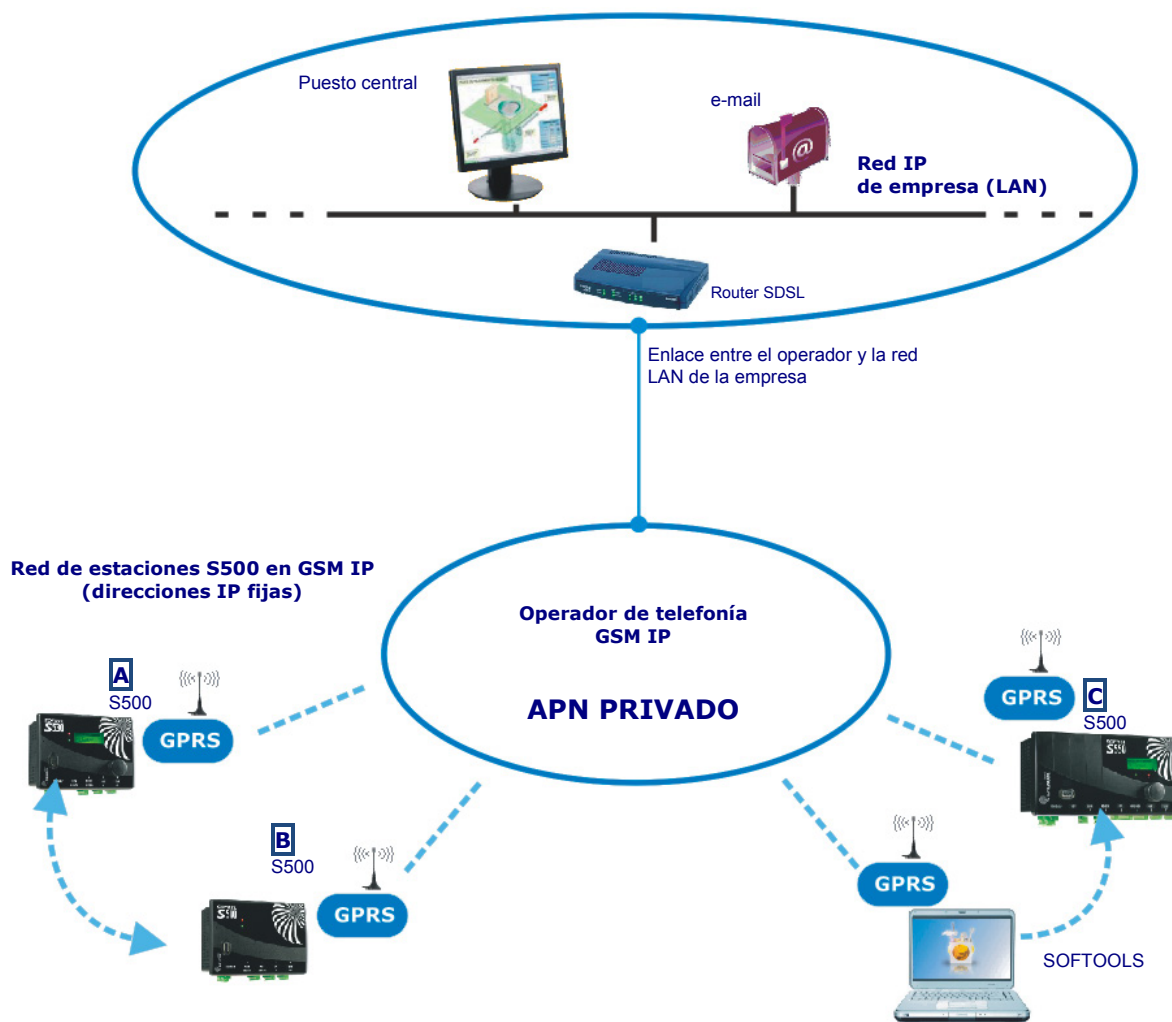 Puesto central
e-mail
@
Red IP
de empresa (LAN)
Router SDSL
Enlace entre el operador y la red
LAN de la empresa
Red de estaciones S500 en GSM IP
(direcciones IP fijas)
Operador de telefonía
GSM IP
APN PRIVADO
A
S500
GPRS
S530
B
S500
GPRS
GPRS
C
S500
S550
GPRS
SOFTOOLS